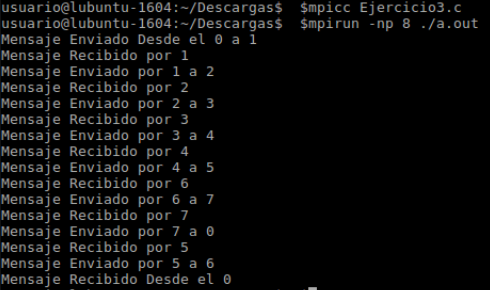 usuario@lubuntu-1604:~/Descargas$  $mpicc Ejercicio3.c
usuario@lubuntu-1604:~/Descargas$  $mpirun -np 8 ./a.out
Mensaje Enviado Desde el 0 a 1
Mensaje Recibido por 1
Mensaje Enviado por 1 a 2
Mensaje Recibido por 2
Mensaje Enviado por 2 a 3
Mensaje Recibido por 3
Mensaje Enviado por 3 a 4
Mensaje Recibido por 4
Mensaje Enviado por 4 a 5
Mensaje Recibido por 6
Mensaje Enviado por 6 a 7
Mensaje Recibido por 7
Mensaje Enviado por 7 a 0
Mensaje Recibido por 5
Mensaje Enviado por 5 a 6
Mensaje Recibido Desde el 0